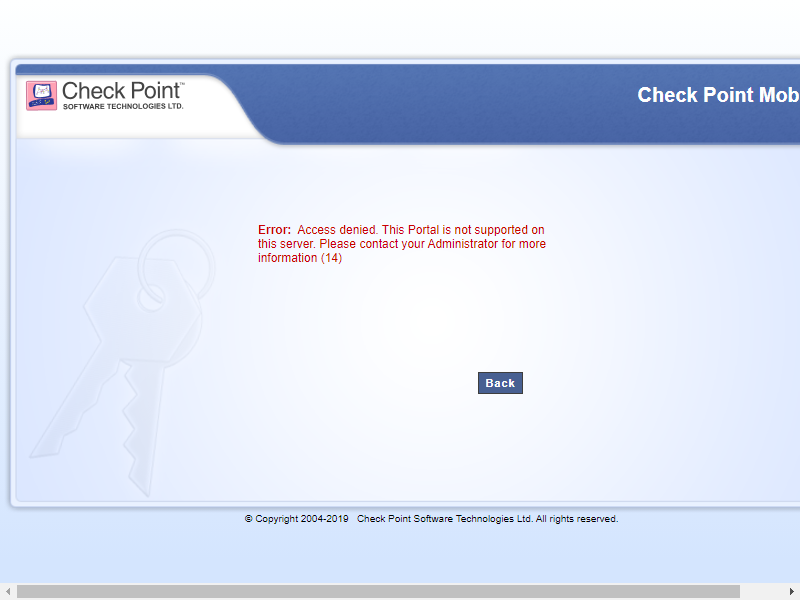 Check Point™
SOFTWARE TECHNOLOGIES LTD.
Check Point Mob
Error: Access denied. This Portal is not supported on
this server. Please contact your Administrator for more
information (14)
Back
© Copyright 2004-2019 Check Point Software Technologies Ltd. All rights reserved.